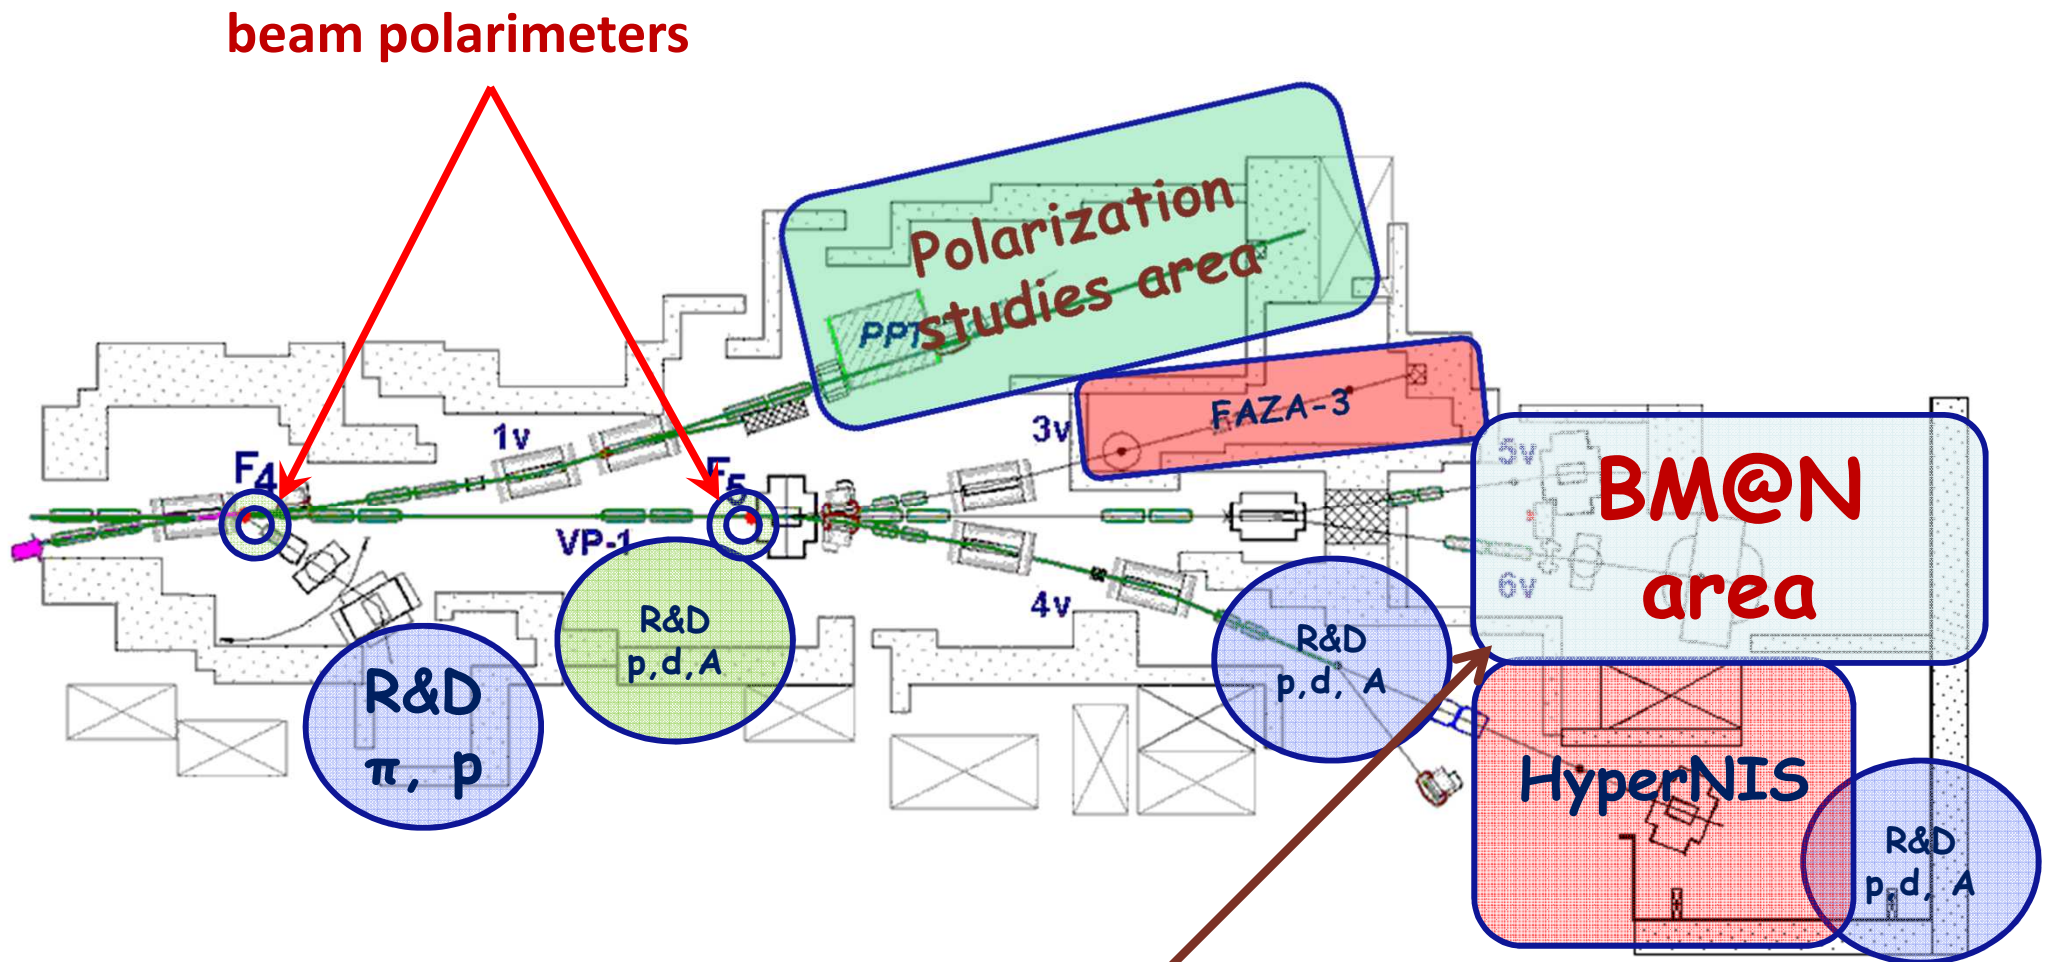 beam polarimeters
Polarization
studies area
PPT
FAZA-3
1v
3v
5v
F4
F5
BM@N
area
VP-1
6v
4v
R&D
p,d,A
R&D
p,d, A
R&D
π, p
HyperNIS
R&D
p,d, A